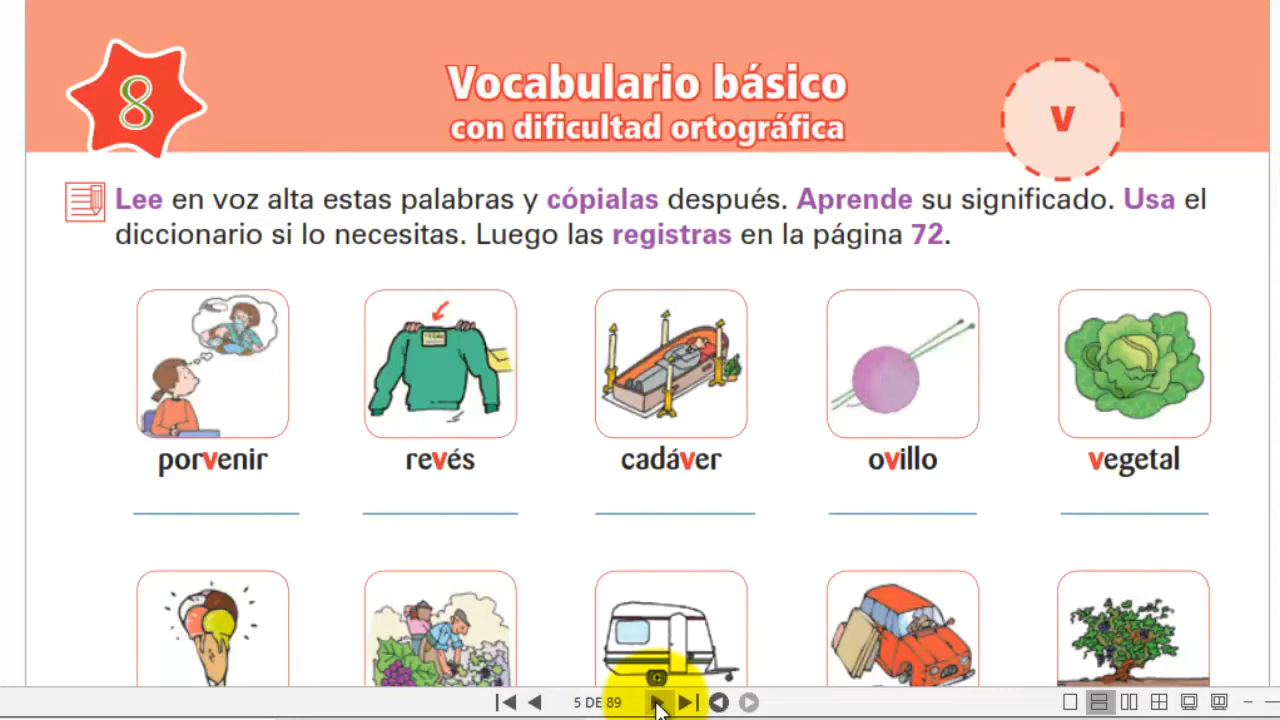 8
Vocabulario básico
con dificultad ortográfica
v
Lee en voz alta estas palabras y cópialas después. Aprende su significado. Usa el
diccionario si lo necesitas. Luego las registras en la página 72.
porvenir revés cadáver ovillo vegetal
5 DE 89